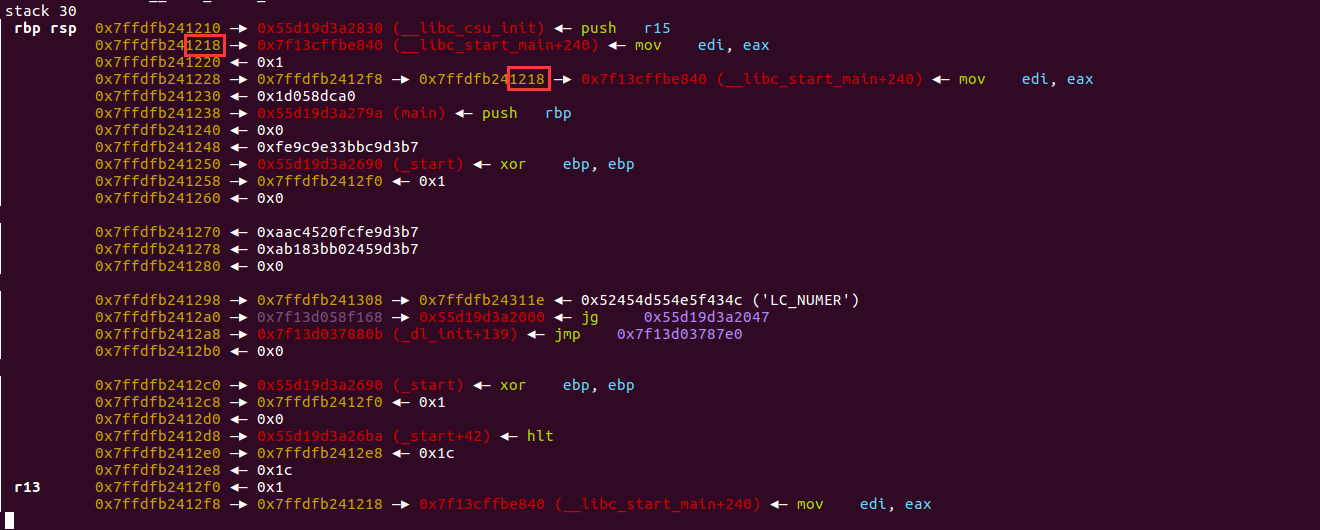 stack 30
rbp rsp 0x7ffdfb241210 —▸ 0x55d19d3a2830 (__libc_csu_init) ◂— push r15
0x7ffdfb241218 —▸ 0x7f13cffbe840 (__libc_start_main+240) ◂— mov edi, eax
0x7ffdfb241220 ◂— 0x1
0x7ffdfb241228 —▸ 0x7ffdfb2412f8 —▸ 0x7ffdfb241218 —▸ 0x7f13cffbe840 (__libc_start_main+240) ◂— mov edi, eax
0x7ffdfb241230 ◂— 0x1d058dca0
0x7ffdfb241238 —▸ 0x55d19d3a279a (main) ◂— push rbp
0x7ffdfb241240 ◂— 0x0
0x7ffdfb241248 ◂— 0xfe9c9e33bbc9d3b7
0x7ffdfb241250 —▸ 0x55d19d3a2690 (_start) ◂— xor ebp, ebp
0x7ffdfb241258 —▸ 0x7ffdfb2412f0 ◂— 0x1
0x7ffdfb241260 ◂— 0x0
0x7ffdfb241270 ◂— 0xaac4520fcfe9d3b7
0x7ffdfb241278 ◂— 0xab183bb02459d3b7
0x7ffdfb241280 ◂— 0x0
0x7ffdfb241298 —▸ 0x7ffdfb241308 —▸ 0x7ffdfb24311e ◂— 0x52454d554e5f434c ('LC_NUMER')
0x7ffdfb2412a0 —▸ 0x7f13d058f168 —▸ 0x55d19d3a2000 ◂— jg 0x55d19d3a2047
0x7ffdfb2412a8 —▸ 0x7f13d037880b (_dl_init+139) ◂— jmp 0x7f13d03787e0
0x7ffdfb2412b0 ◂— 0x0
0x7ffdfb2412c0 —▸ 0x55d19d3a2690 (_start) ◂— xor ebp, ebp
0x7ffdfb2412c8 —▸ 0x7ffdfb2412f0 ◂— 0x1
0x7ffdfb2412d0 ◂— 0x0
0x7ffdfb2412d8 —▸ 0x55d19d3a26ba (_start+42) ◂— hlt
0x7ffdfb2412e0 —▸ 0x7ffdfb2412e8 ◂— 0x1c
0x7ffdfb2412e8 ◂— 0x1c
r13 0x7ffdfb2412f0 ◂— 0x1
0x7ffdfb2412f8 —▸ 0x7ffdfb241218 —▸ 0x7f13cffbe840 (__libc_start_main+240) ◂— mov edi, eax